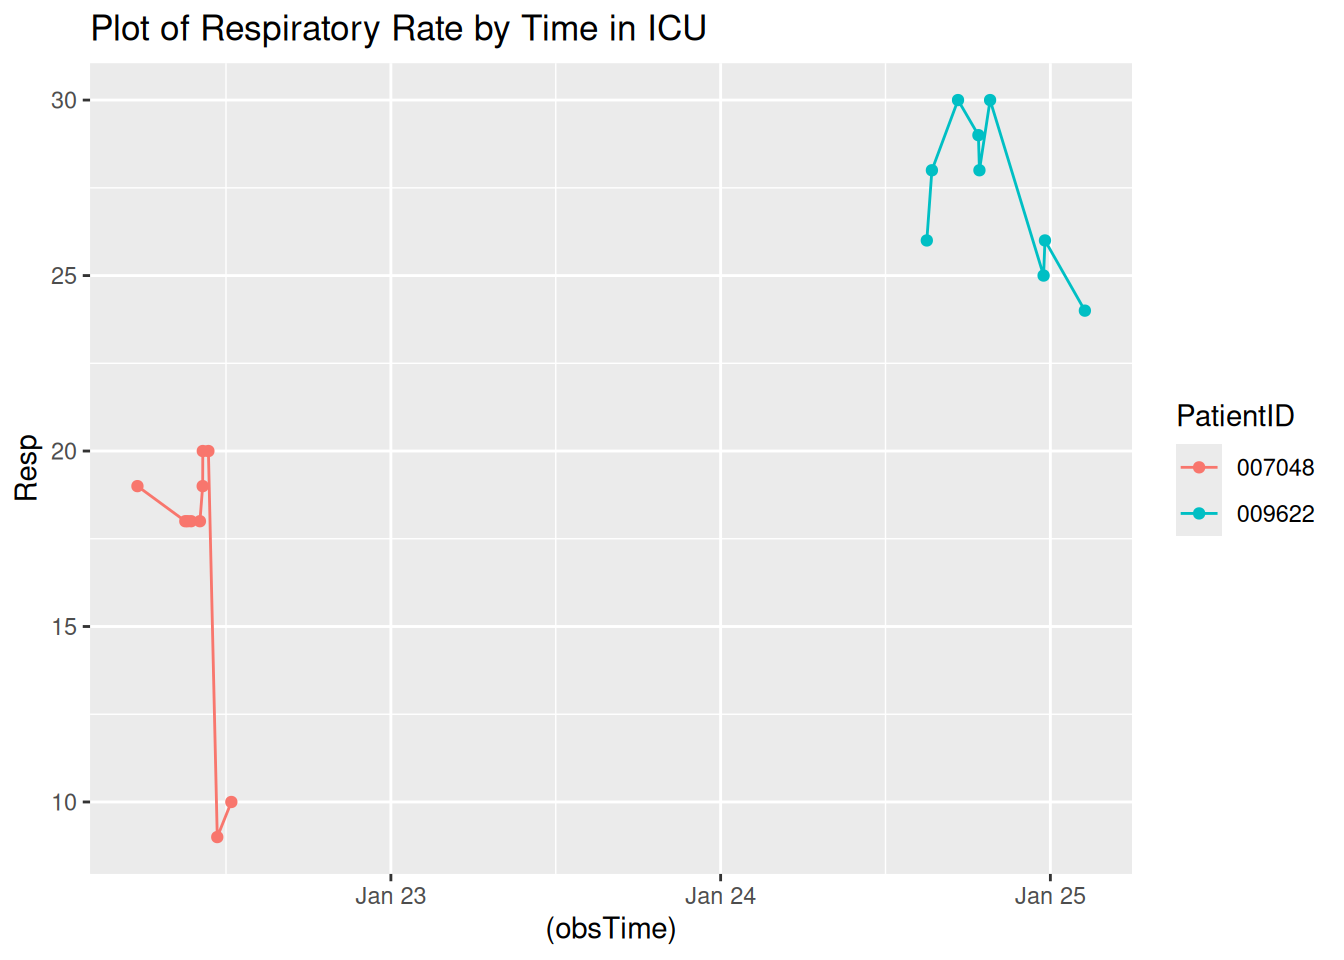 Plot of Respiratory Rate by Time in ICU
30
25
20
15
10
Resp
Jan 23
Jan 24
Jan 25
(obsTime)
PatientID
007048
009622